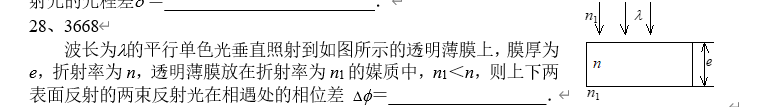 射光的光程差δ =________________________．
28、3668↵
波长为λ的平行单色光垂直照射到如图所示的透明薄膜上，膜厚为
e，折射率为n，透明薄膜放在折射率为n1的媒质中，n1＜n，则上下两
表面反射的两束反射光在相遇处的相位差 Δϕ=__________________．↵
n1 λ
n e
n1